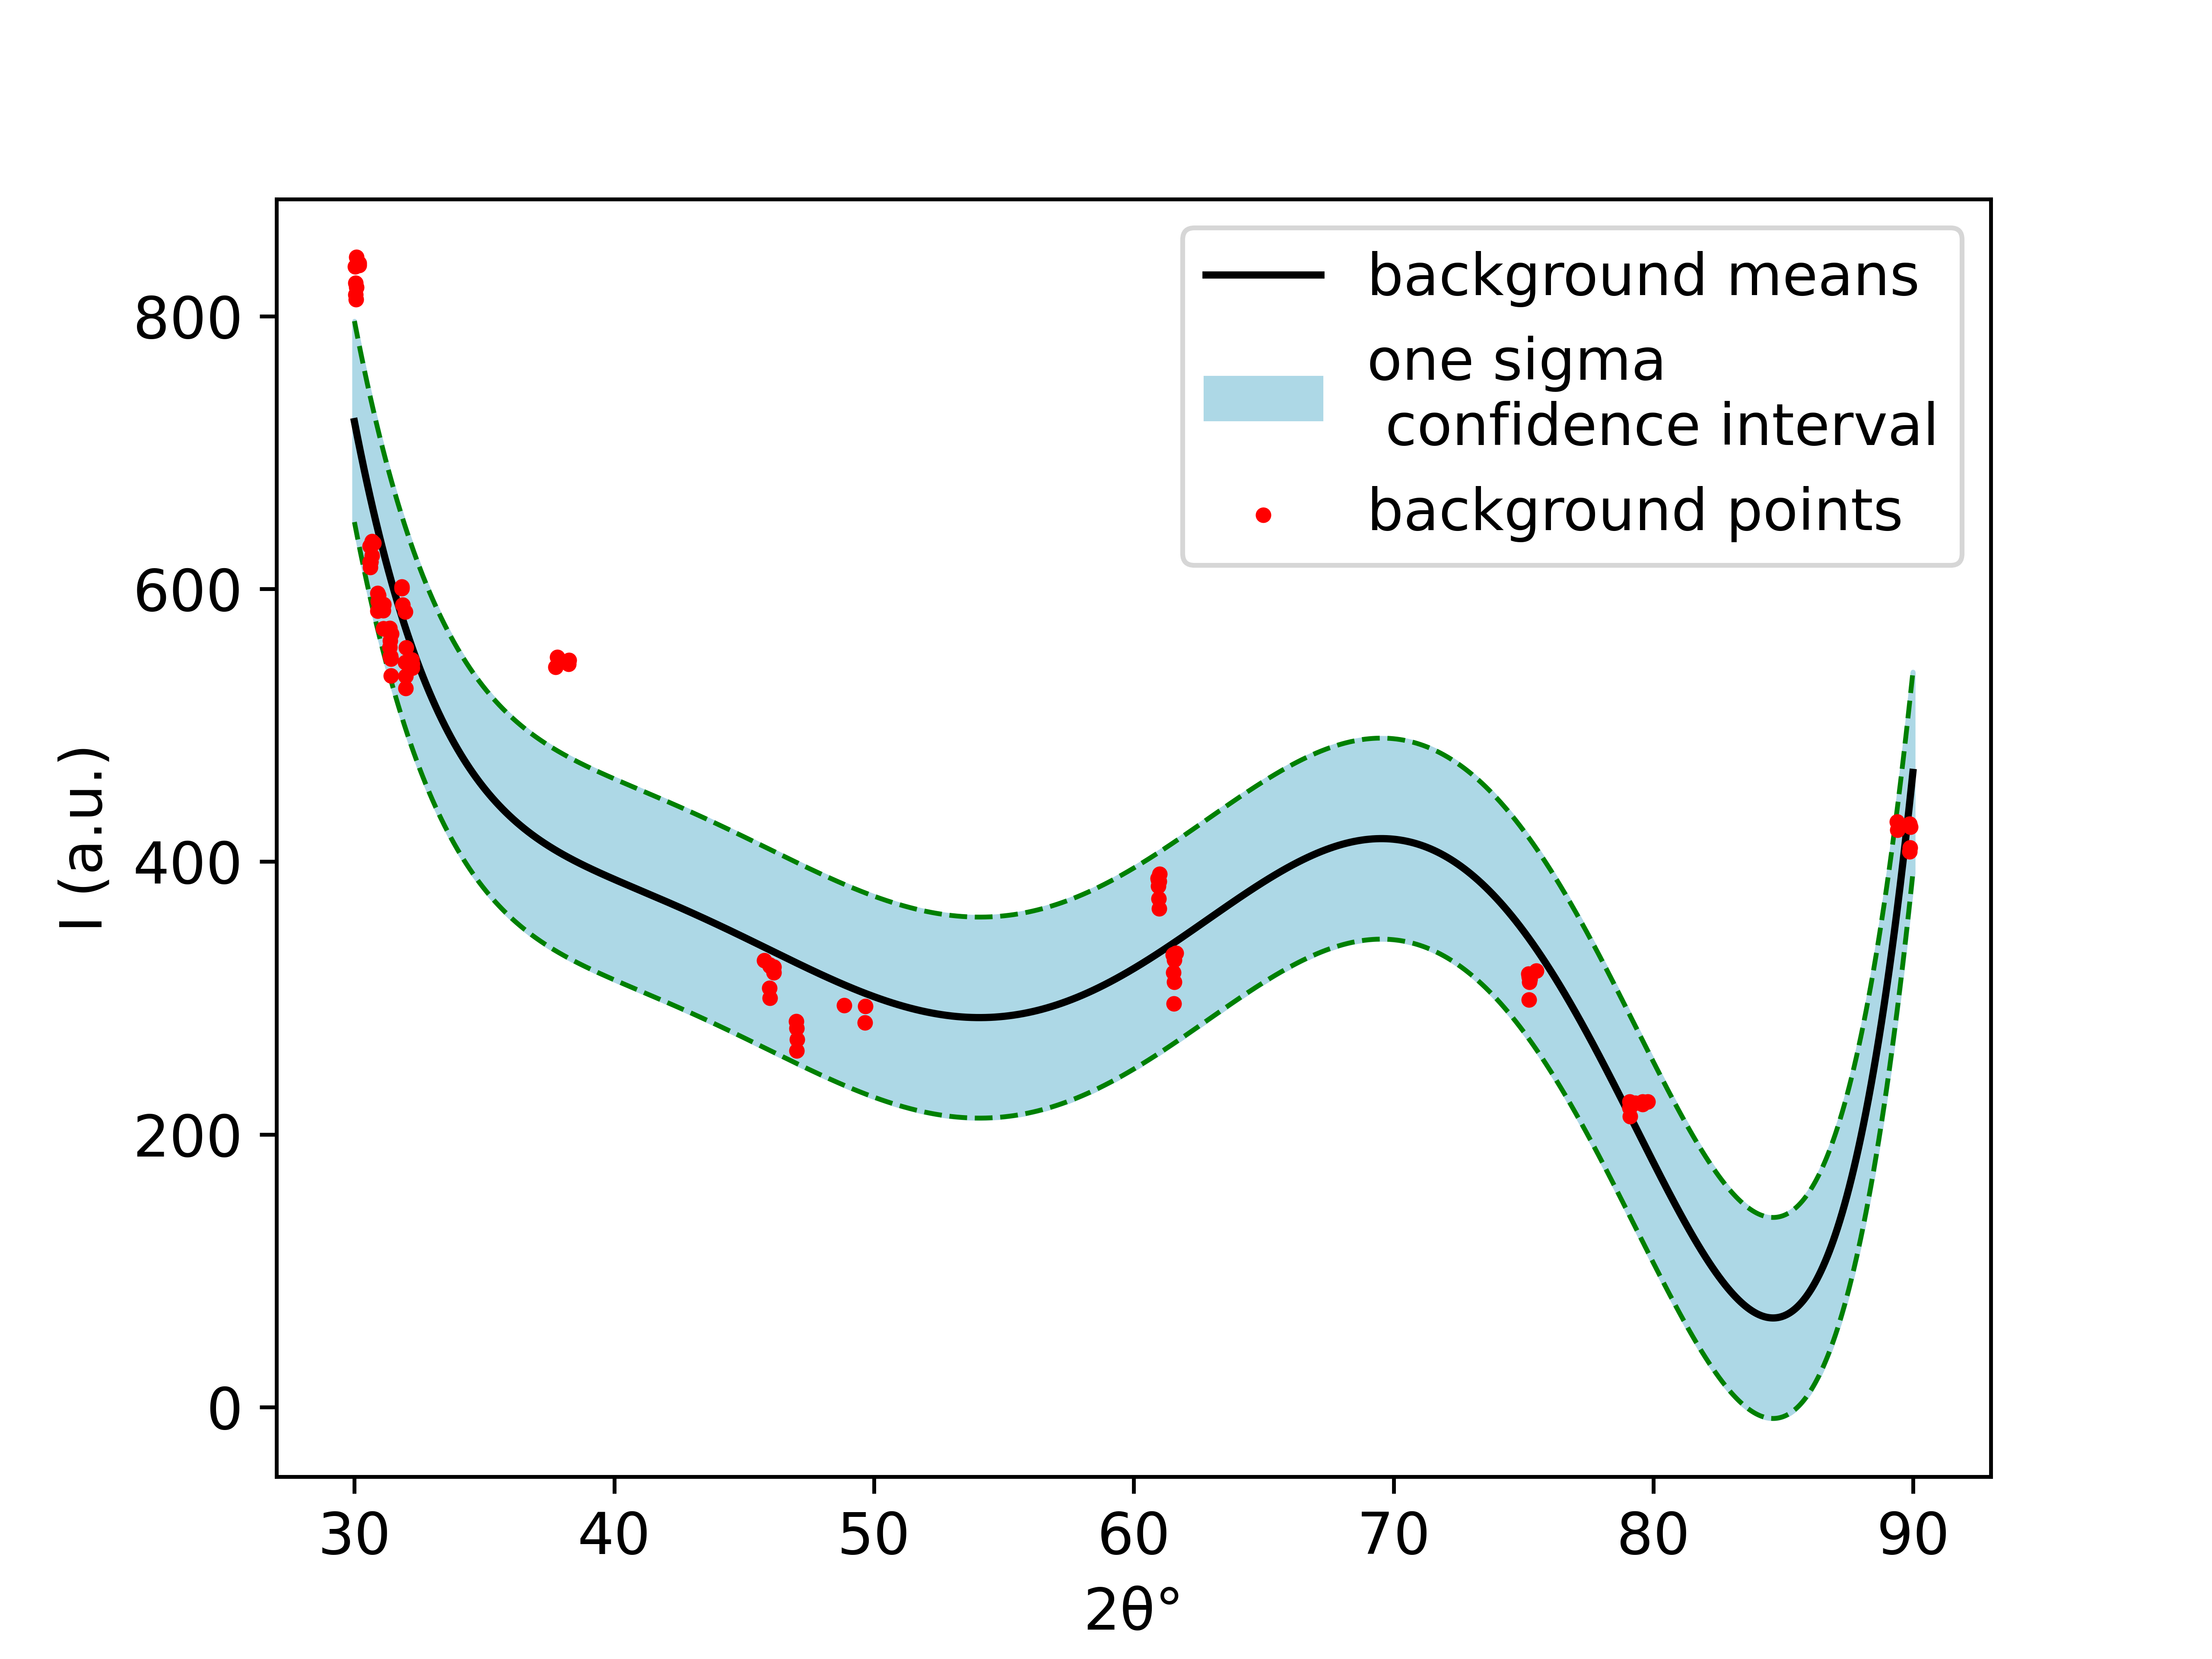 background means
one sigma
confidence interval
background points
I (a.u.)
800
600
400
200
0
30 40 50 60 70 80 90
2θ°